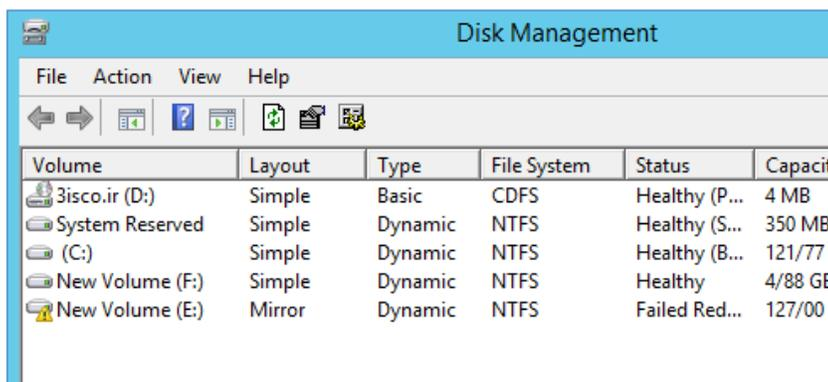 Disk Management
File Action View Help
Volume Layout Type File System Status Capacit
3isco.ir (D:) Simple Basic CDFS Healthy (P... 4 MB
System Reserved Simple Dynamic NTFS Healthy (S... 350 MB
(C:) Simple Dynamic NTFS Healthy (B... 121/77
New Volume (F:) Simple Dynamic NTFS Healthy 4/88 GB
New Volume (E:) Mirror Dynamic NTFS Failed Red... 127/00